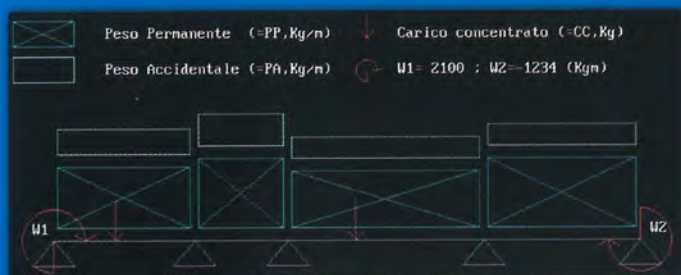 Peso Permanente (=PP,Kg/m) Carico concentrato (=CC,Kg)
Peso Accidentale (=PA,Kg/m) W1= 2100 ; W2=-1234 (Kgm)
W1 W2